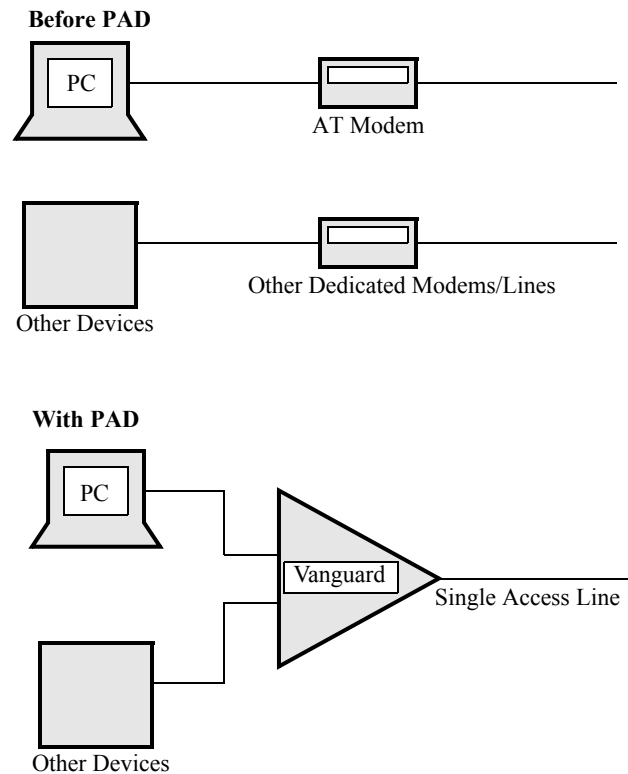 Before PAD
PC
AT Modem
Other Devices
Other Dedicated Modems/Lines
With PAD
PC
Vanguard
Single Access Line
Other Devices